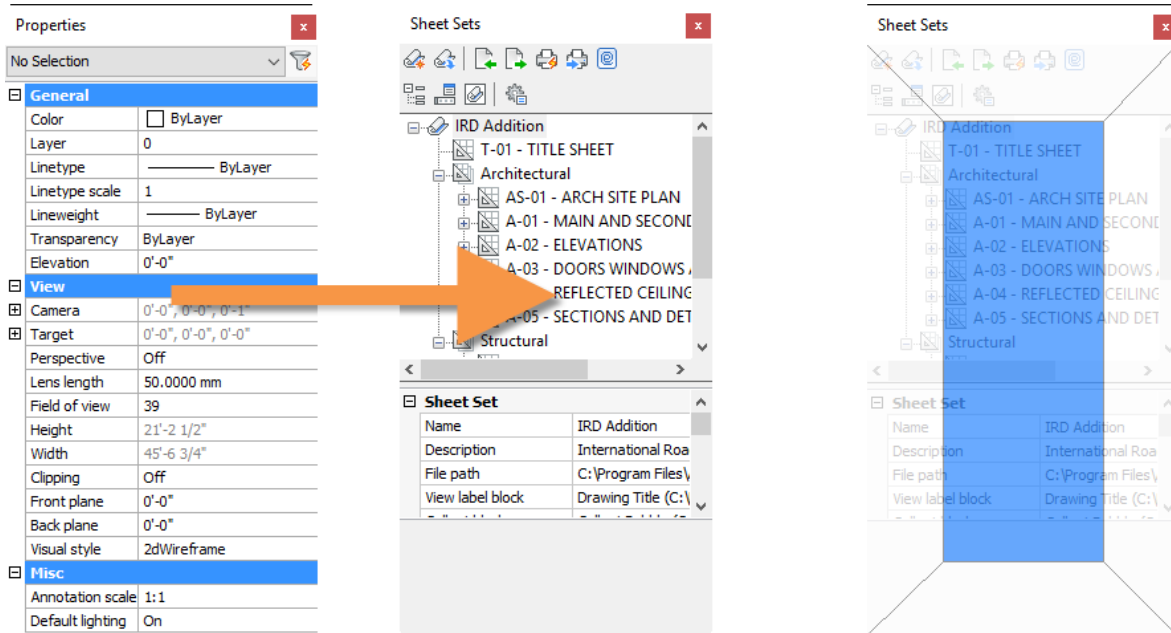 Properties
x
No Selection
General
Color ByLayer
Layer 0
Linetype ByLayer
Linetype scale 1
Lineweight ByLayer
Transparency ByLayer
Elevation 0'-0"
View
Camera 0'-0", 0'-0", 0'-1"
Target 0'-0", 0'-0", 0'-0"
Perspective Off
Lens length 50.0000 mm
Field of view 39
Height 21'-2 1/2"
Width 45'-6 3/4"
Clipping Off
Front plane 0'-0"
Back plane 0'-0"
Visual style 2dWireframe
Misc
Annotation scale 1:1
Default lighting On
Sheet Sets
x
IRD Addition
T-01 - TITLE SHEET
Architectural
AS-01 - ARCH SITE PLAN
A-01 - MAIN AND SECOND
A-02 - ELEVATIONS
A-03 - DOORS WINDOWS
REFLECTED CEILING
A-05 - SECTIONS AND DET
Structural
Sheet Set
Name IRD Addition
Description International Roa
File path C:\Program Files\
View label block Drawing Title (C:\
Sheet Sets
x
IRD Addition
T-01 - TITLE SHEET
Architectural
AS-01 - ARCH SITE PLAN
A-01 - MAIN AND SECOND
A-02 - ELEVATIONS
A-03 - DOORS WINDOWS
A-04 - REFLECTED CEILING
A-05 - SECTIONS AND DET
Structural
Sheet Set
Name IRD Addition
Description International Roa
File path C:\Program Files\
View label block Drawing Title (C:\